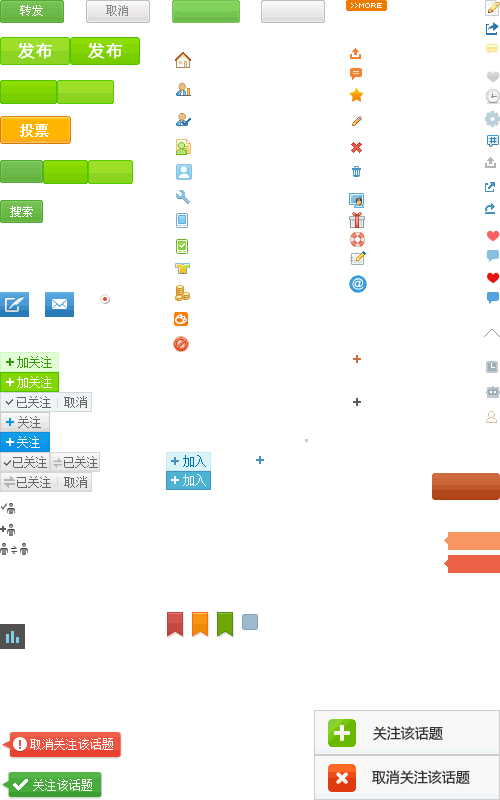 转发 取消 MORE
发布 发布
投票
搜索
加关注
加关注
已关注 取消
关注
关注 加入
已关注 已关注 加入
已关注 取消
关注该话题
取消关注该话题
取消关注该话题
关注该话题